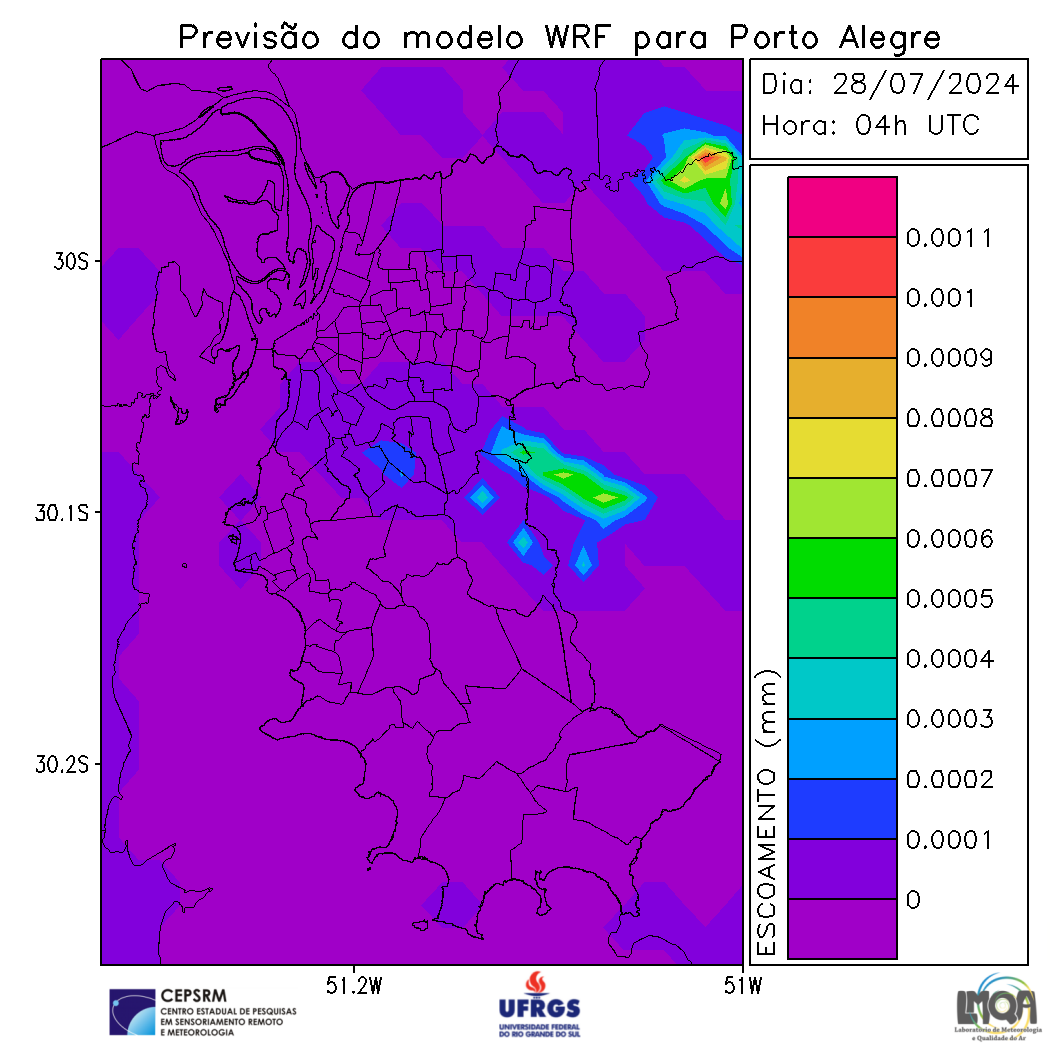 Previsão do modelo WRF para Porto Alegre
Dia: 28/07/2024
Hora: 04h UTC
30S
30.1S
30.2S
51.2W
51W
ESCOAMENTO (mm)
0.0011
0.001
0.0009
0.0008
0.0007
0.0006
0.0005
0.0004
0.0003
0.0002
0.0001
0
CEPSRM
CENTRO ESTADUAL DE PESQUISAS
EM SENSORIAMENTO REMOTO
E METEOROLOGIA
UFRGS
UNIVERSIDADE FEDERAL
DO RIO GRANDE DO SUL
LMQA
Laboratório de Meteorologia
e Qualidade do Ar